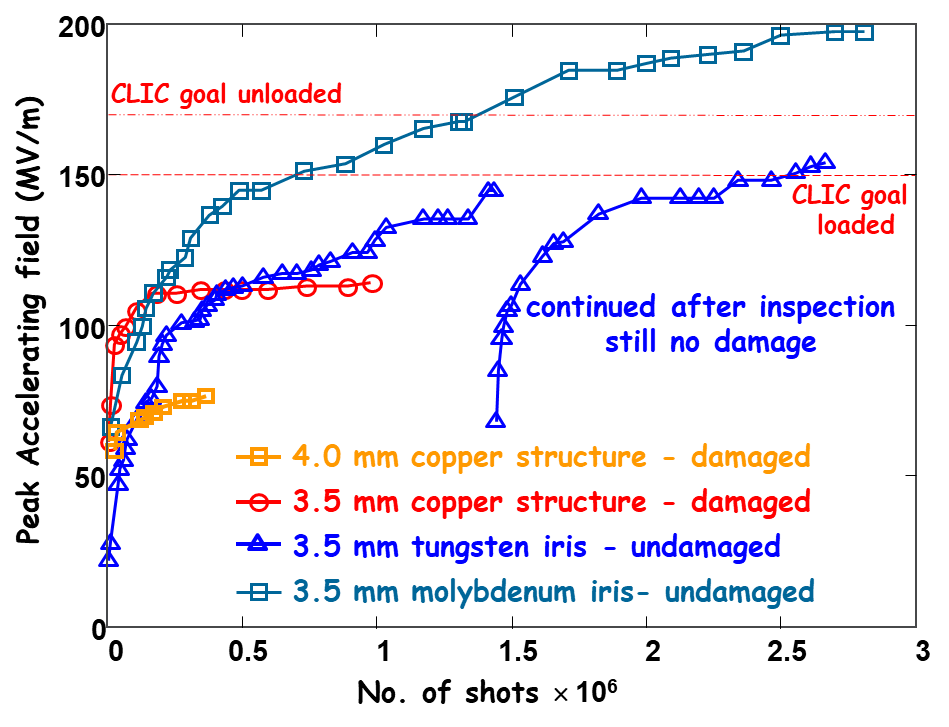 200
CLIC goal unloaded
150
CLIC goal
loaded
Peak Accelerating field (MV/m)
100
continued after inspection
still no damage
50
4.0 mm copper structure - damaged
3.5 mm copper structure - damaged
3.5 mm tungsten iris - undamaged
3.5 mm molybdenum iris- undamaged
0
0 0.5 1 1.5 2 2.5 3
No. of shots × 10⁶